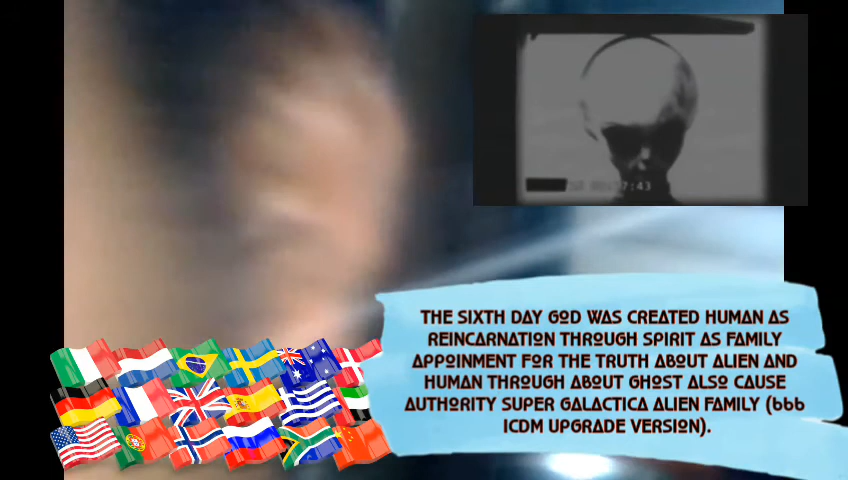 THE SIXTH DAY GOD WAS CREATED HUMAN AS
REINCARNATION THROUGH SPIRIT AS FAMILY
APPOINTMENT FOR THE TRUTH ABOUT ALIEN AND
HUMAN THROUGH ABOUT GHOST ALSO CAUSE
AUTHORITY SUPER GALACTICA ALIEN FAMILY (666
ICDM UPGRADE VERSION).